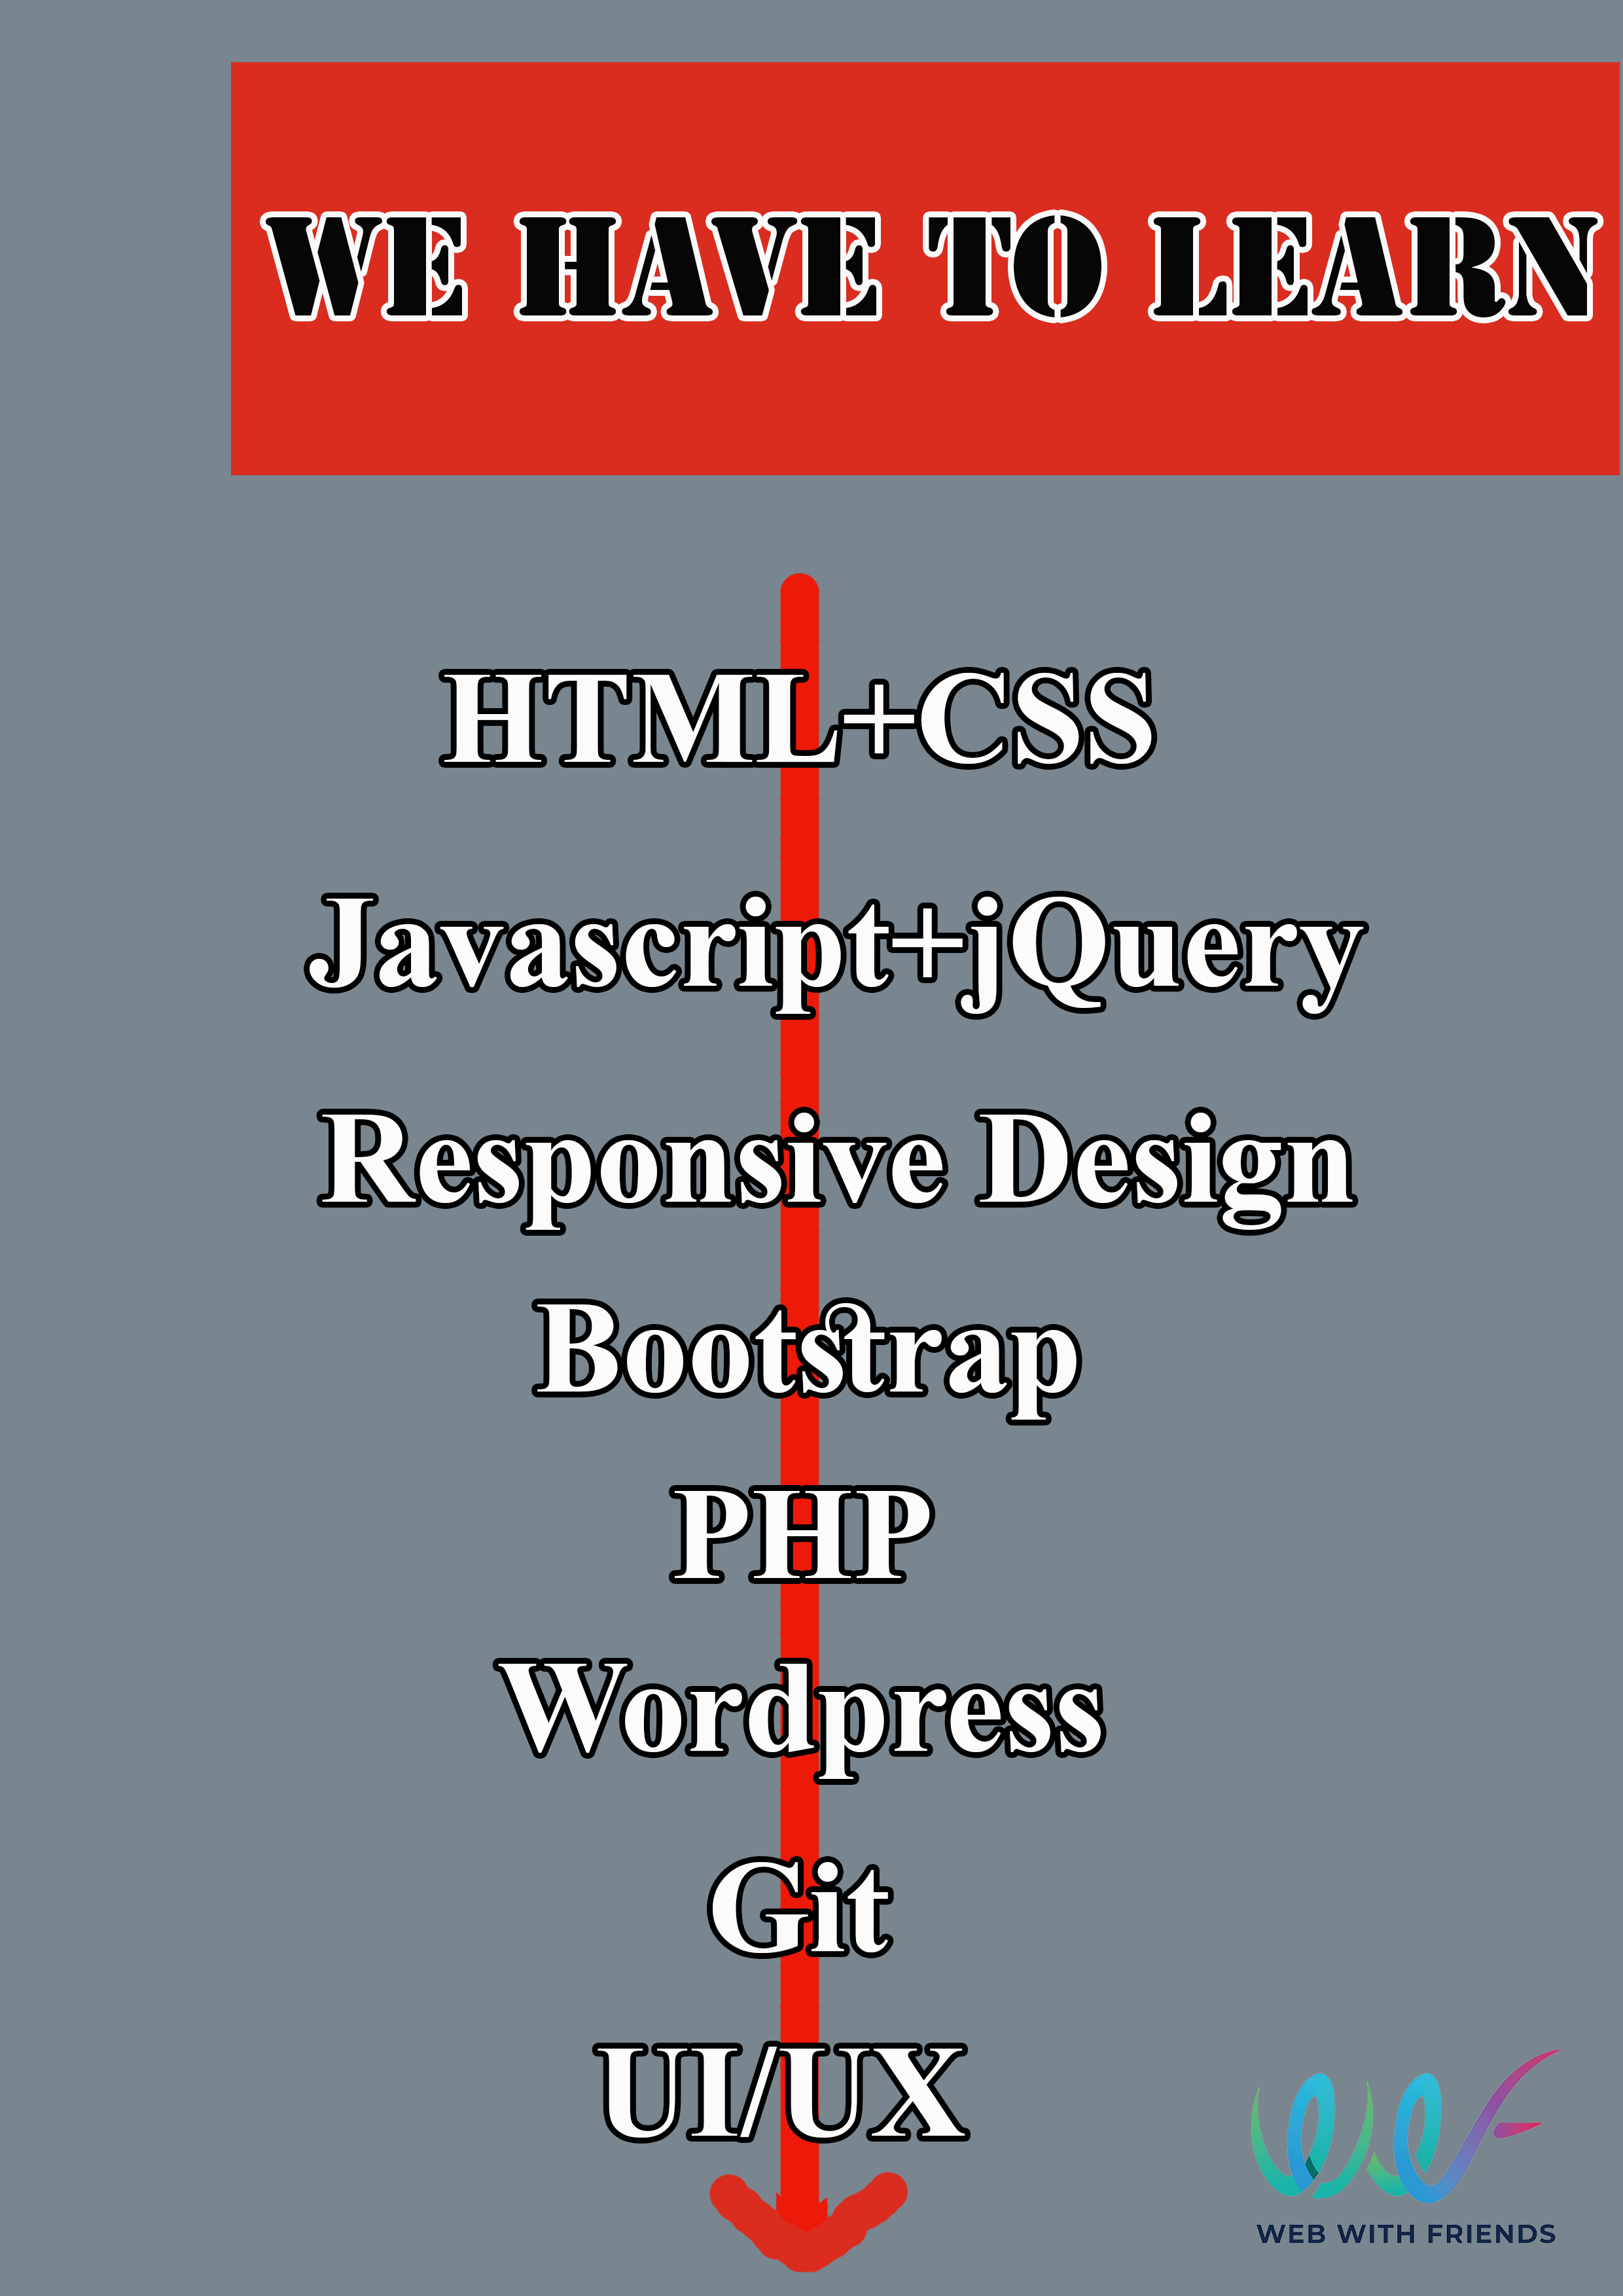 WE HAVE TO LEARN
HTML+CSS
Javascript+jQuery
Responsive Design
Bootstrap
PHP
Wordpress
Git
UI/UX
WEB WITH FRIENDS